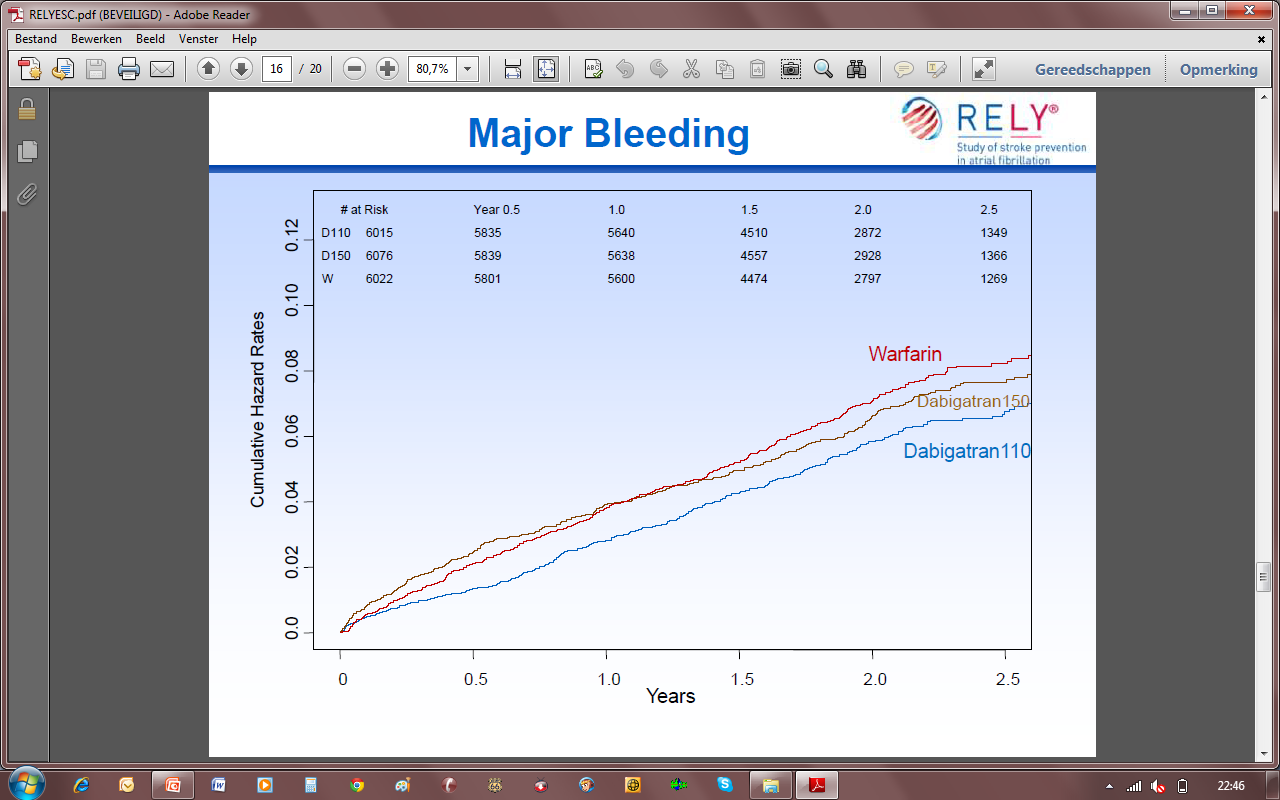 RELYESC.pdf (BEVEILIGD) - Adobe Reader
Bestand Bewerken Beeld Venster Help
16 / 20 80,7% Gereedschappen Opmerking
Major Bleeding
RELY®
Study of stroke prevention
in atrial fibrillation
# at Risk Year 0.5 1.0 1.5 2.0 2.5
D110 6015 5835 5640 4510 2872 1349
D150 6076 5839 5638 4557 2928 1366
W 6022 5801 5600 4474 2797 1269
Cumulative Hazard Rates
0.12
0.10
0.08
0.06
0.04
0.02
0.0
Warfarin
Dabigatran150
Dabigatran110
0 0.5 1.0 1.5 2.0 2.5
Years
22:46